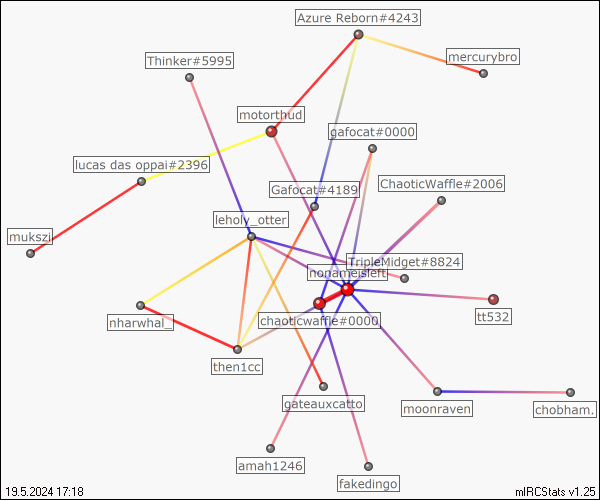 Azure Reborn#4243
mercurybro
Thinker#5995
motorthud
gafocat#0000
lucas das oppai#2396
ChaoticWaffle#2006
Gafocat#4189
leholy_otter
mukszi
TripleMidget#8824
nonameisleft
tt532
nharwhal_
chaoticwaffle#0000
then1cc
gateauxcatto
moonraven
chobham.
amah1246
fakedingo
19.5.2024 17:18
mIRCStats v1.25